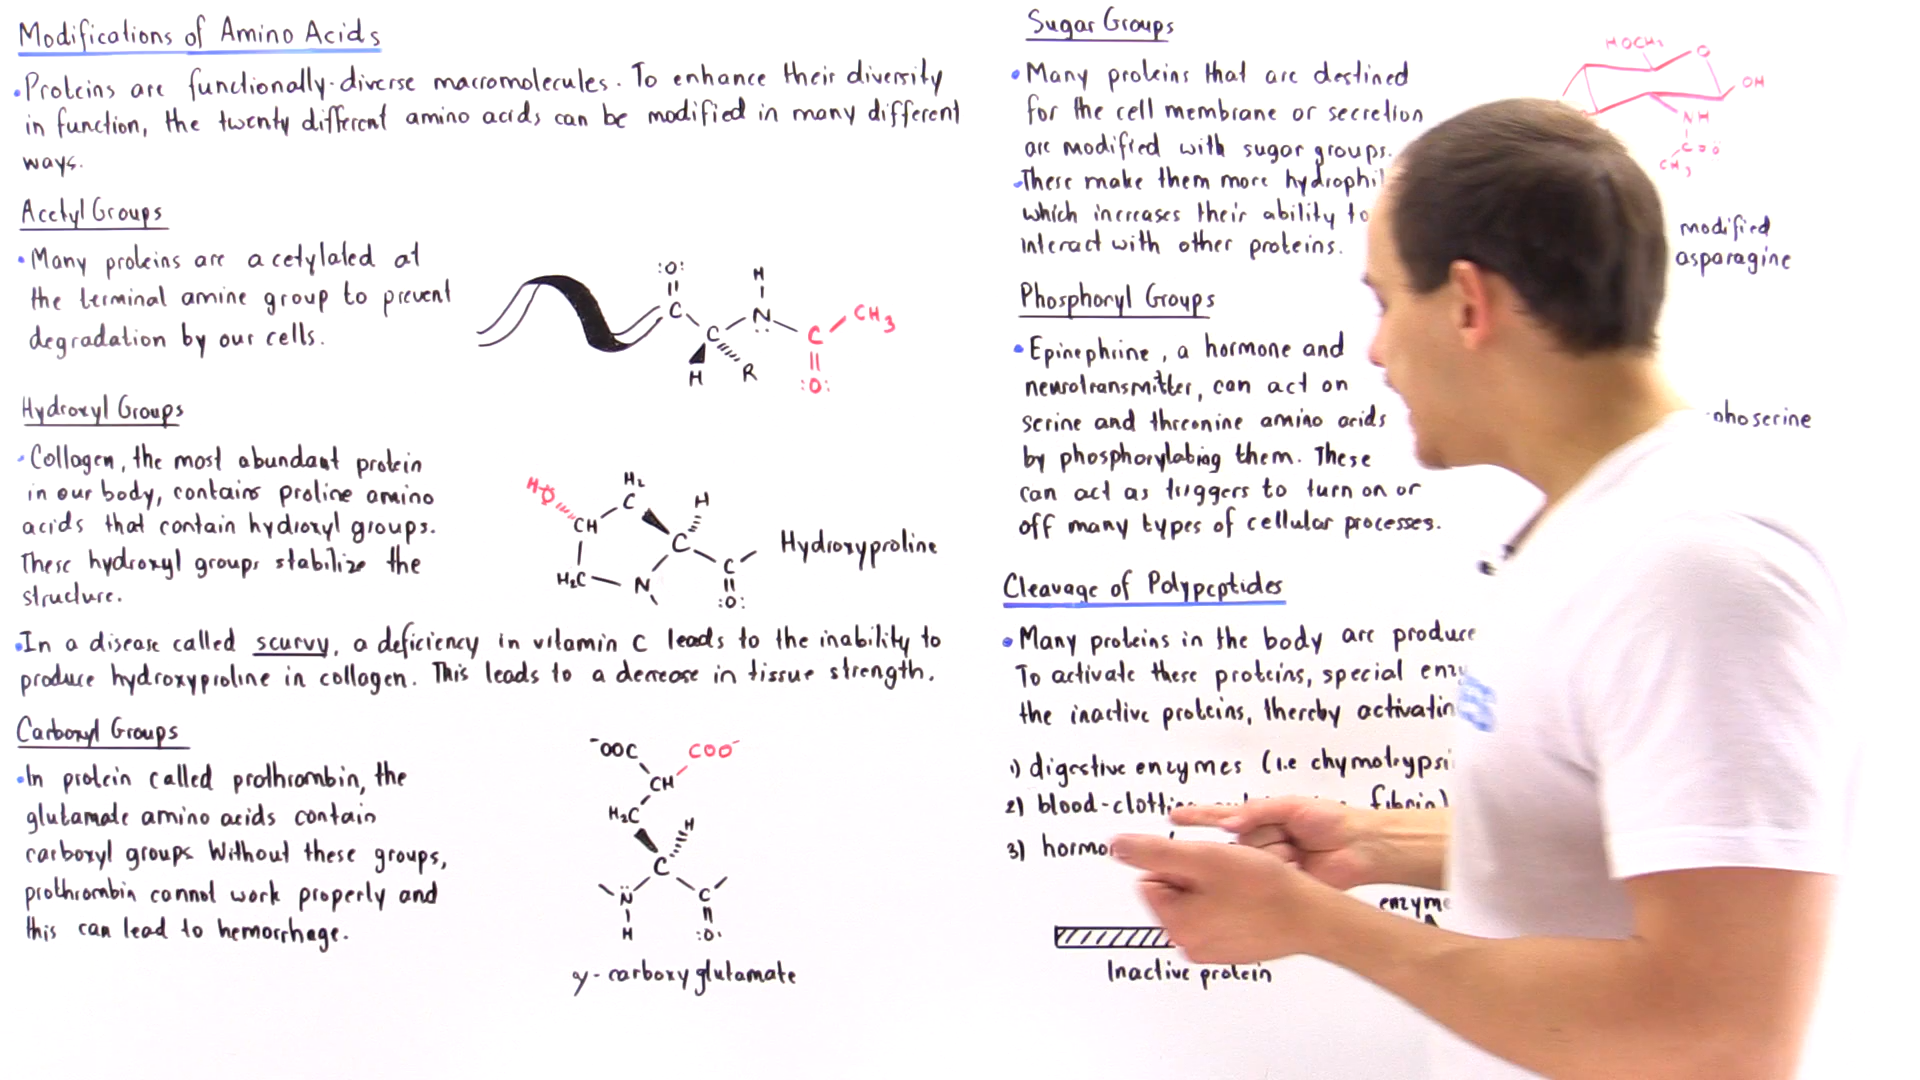 Modifications of Amino Acids
• Proteins are functionally-diverse macromolecules. To enhance their diversity
in function, the twenty different amino acids can be modified in many different
ways.
Acetyl Groups
• Many proteins are acetylated at
the terminal amine group to prevent
degradation by our cells.
:O:
C
C
H
R
H
N
C
CH3
:O:
Hydroxyl Groups
• Collagen, the most abundant protein
in our body, contains proline amino
acids that contain hydroxyl groups.
These hydroxyl groups stabilize the
structure.
HO
H2
C
H
CH
C
H2C
N
C
:O:
Hydroxyproline
• In a disease called scurvy, a deficiency in vitamin C leads to the inability to
produce hydroxyproline in collagen. This leads to a decrease in tissue strength.
Carboxyl Groups
• In protein called prothrombin, the
glutamate amino acids contain
carboxyl groups. Without these groups,
prothrombin cannot work properly and
this can lead to hemorrhage.
-OOC
COO-
CH
H2C
H
C
N
C
H
:O:
γ-carboxyglutamate
Sugar Groups
• Many proteins that are destined
for the cell membrane or secretion
are modified with sugar groups.
• These make them more hydrophil
which increases their ability to
interact with other proteins.
HOCH2
O
OH
NH
C=O
CH3
modified
asparagine
Phosphoryl Groups
• Epinephrine, a hormone and
neurotransmitter, can act on
serine and threonine amino acids
by phosphorylating them. These
can act as triggers to turn on or
off many types of cellular processes.
phoserine
Cleavage of Polypeptides
• Many proteins in the body are produce
To activate these proteins, special enzy
the inactive proteins, thereby activatin
1) digestive enzymes (i.e chymotrypsi
2) blood-clotting fibrin)
3) hormo
enzyme
Inactive protein